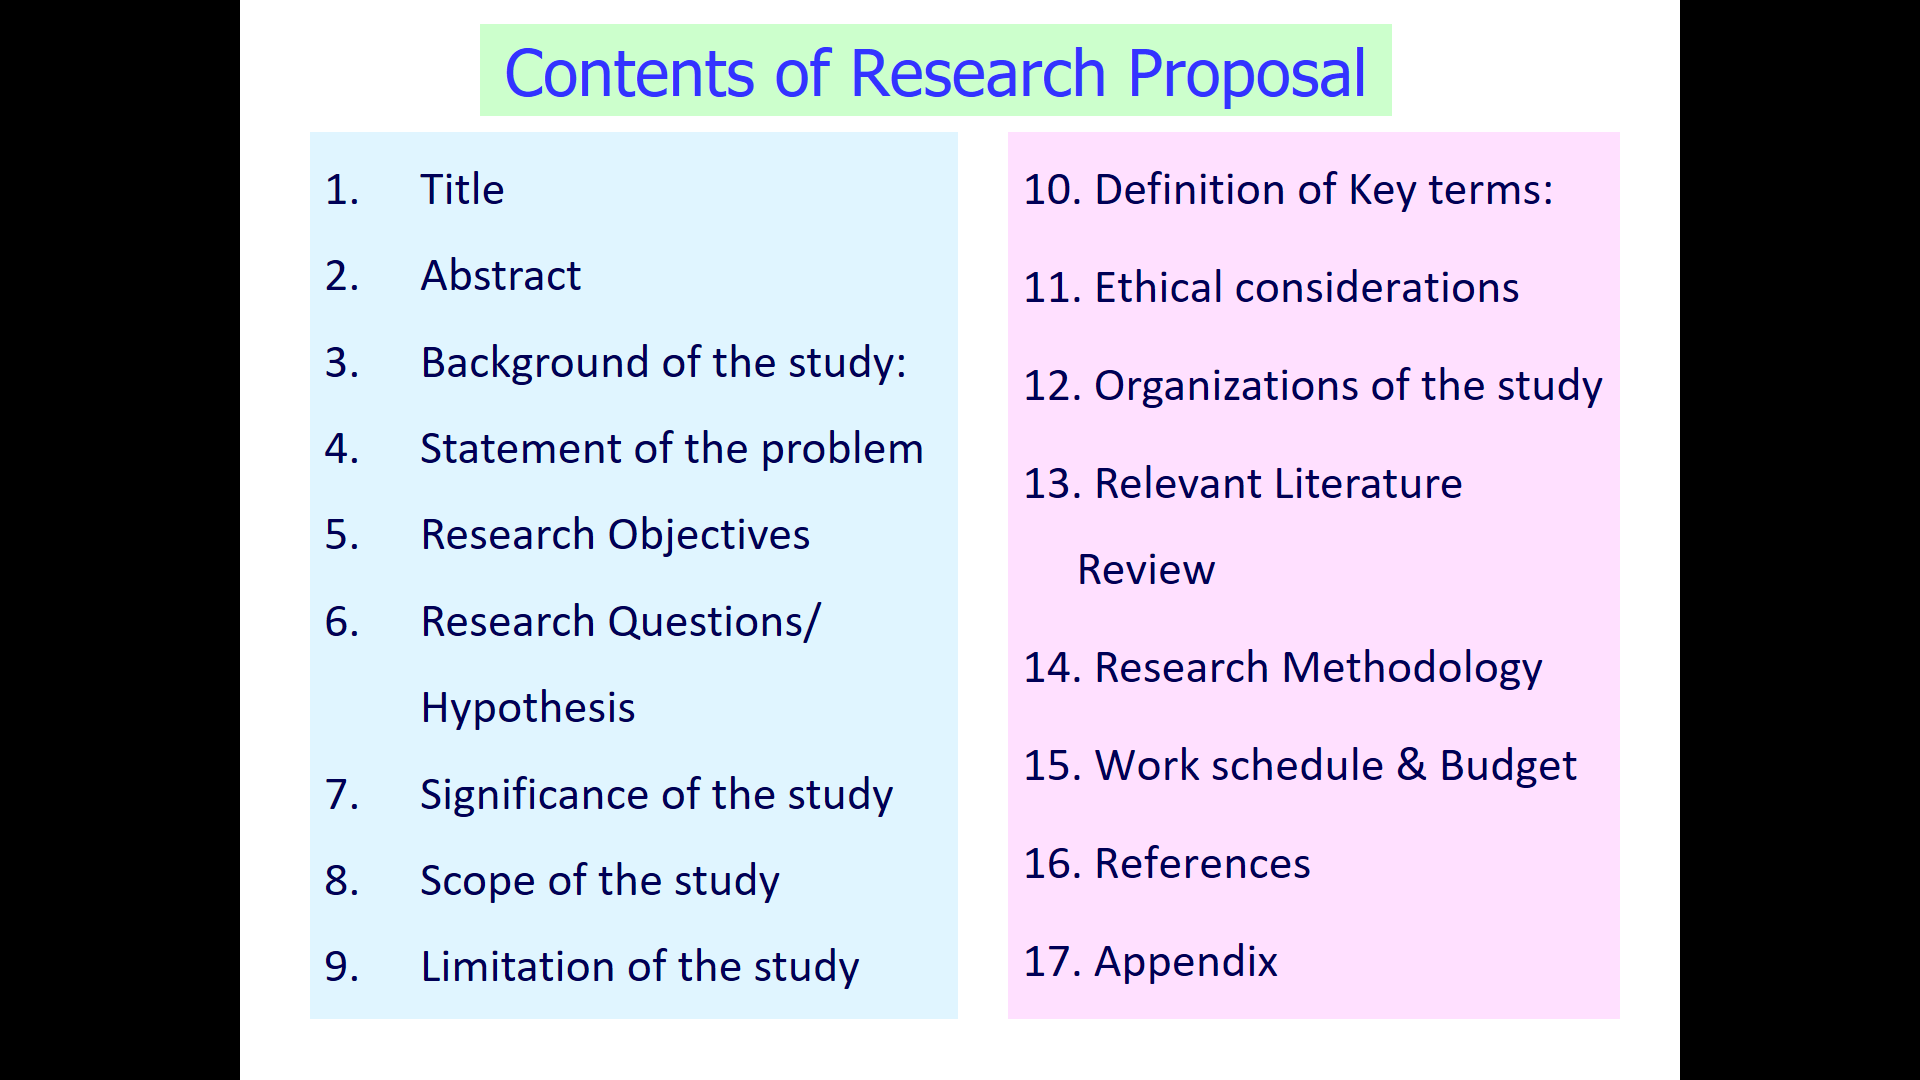 Contents of Research Proposal
1. Title
2. Abstract
3. Background of the study:
4. Statement of the problem
5. Research Objectives
6. Research Questions/
Hypothesis
7. Significance of the study
8. Scope of the study
9. Limitation of the study
10. Definition of Key terms:
11. Ethical considerations
12. Organizations of the study
13. Relevant Literature
Review
14. Research Methodology
15. Work schedule & Budget
16. References
17. Appendix